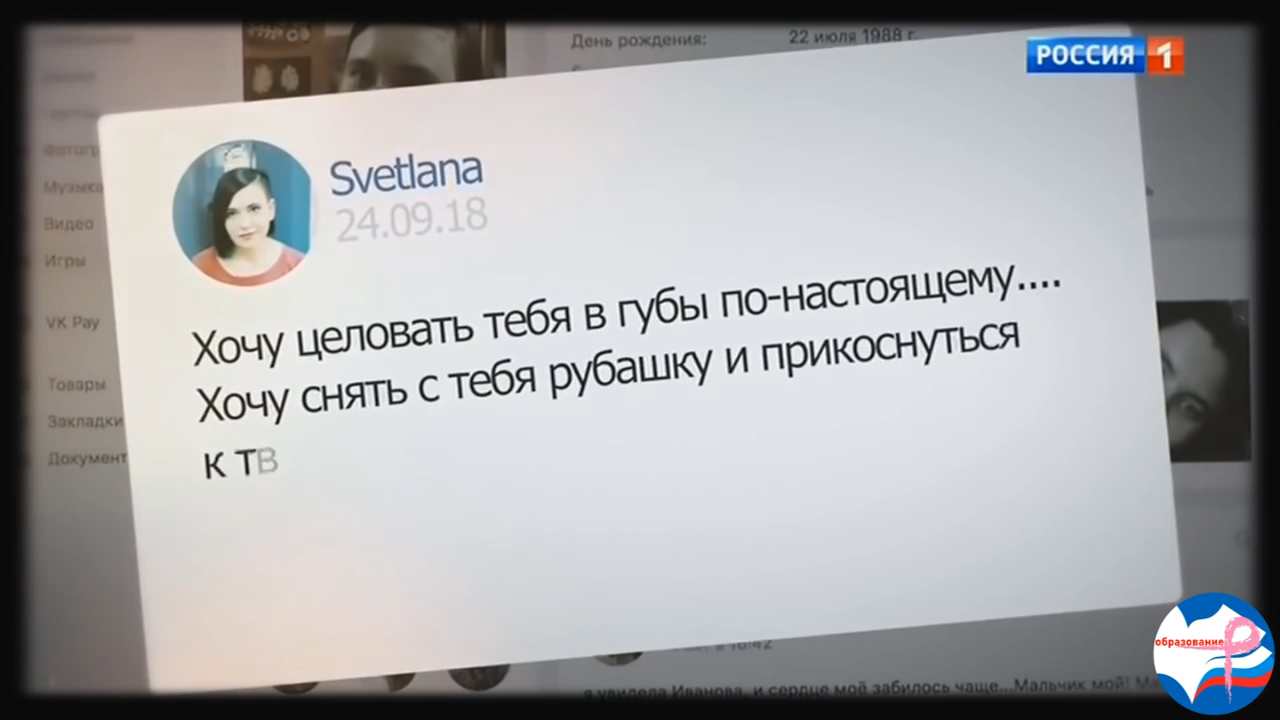 День рождения: 22 июля 1988 г.
РОССИЯ 1
Svetlana
24.09.18
Музыка
Видео
Игры
VK Pay
Товары
Закладки
Документ
Хочу целовать тебя в губы по-настоящему....
Хочу снять с тебя рубашку и прикоснуться
к тв
образование
я увидела Иванова, и сердце моё забилось чаще...Мальчик мой!